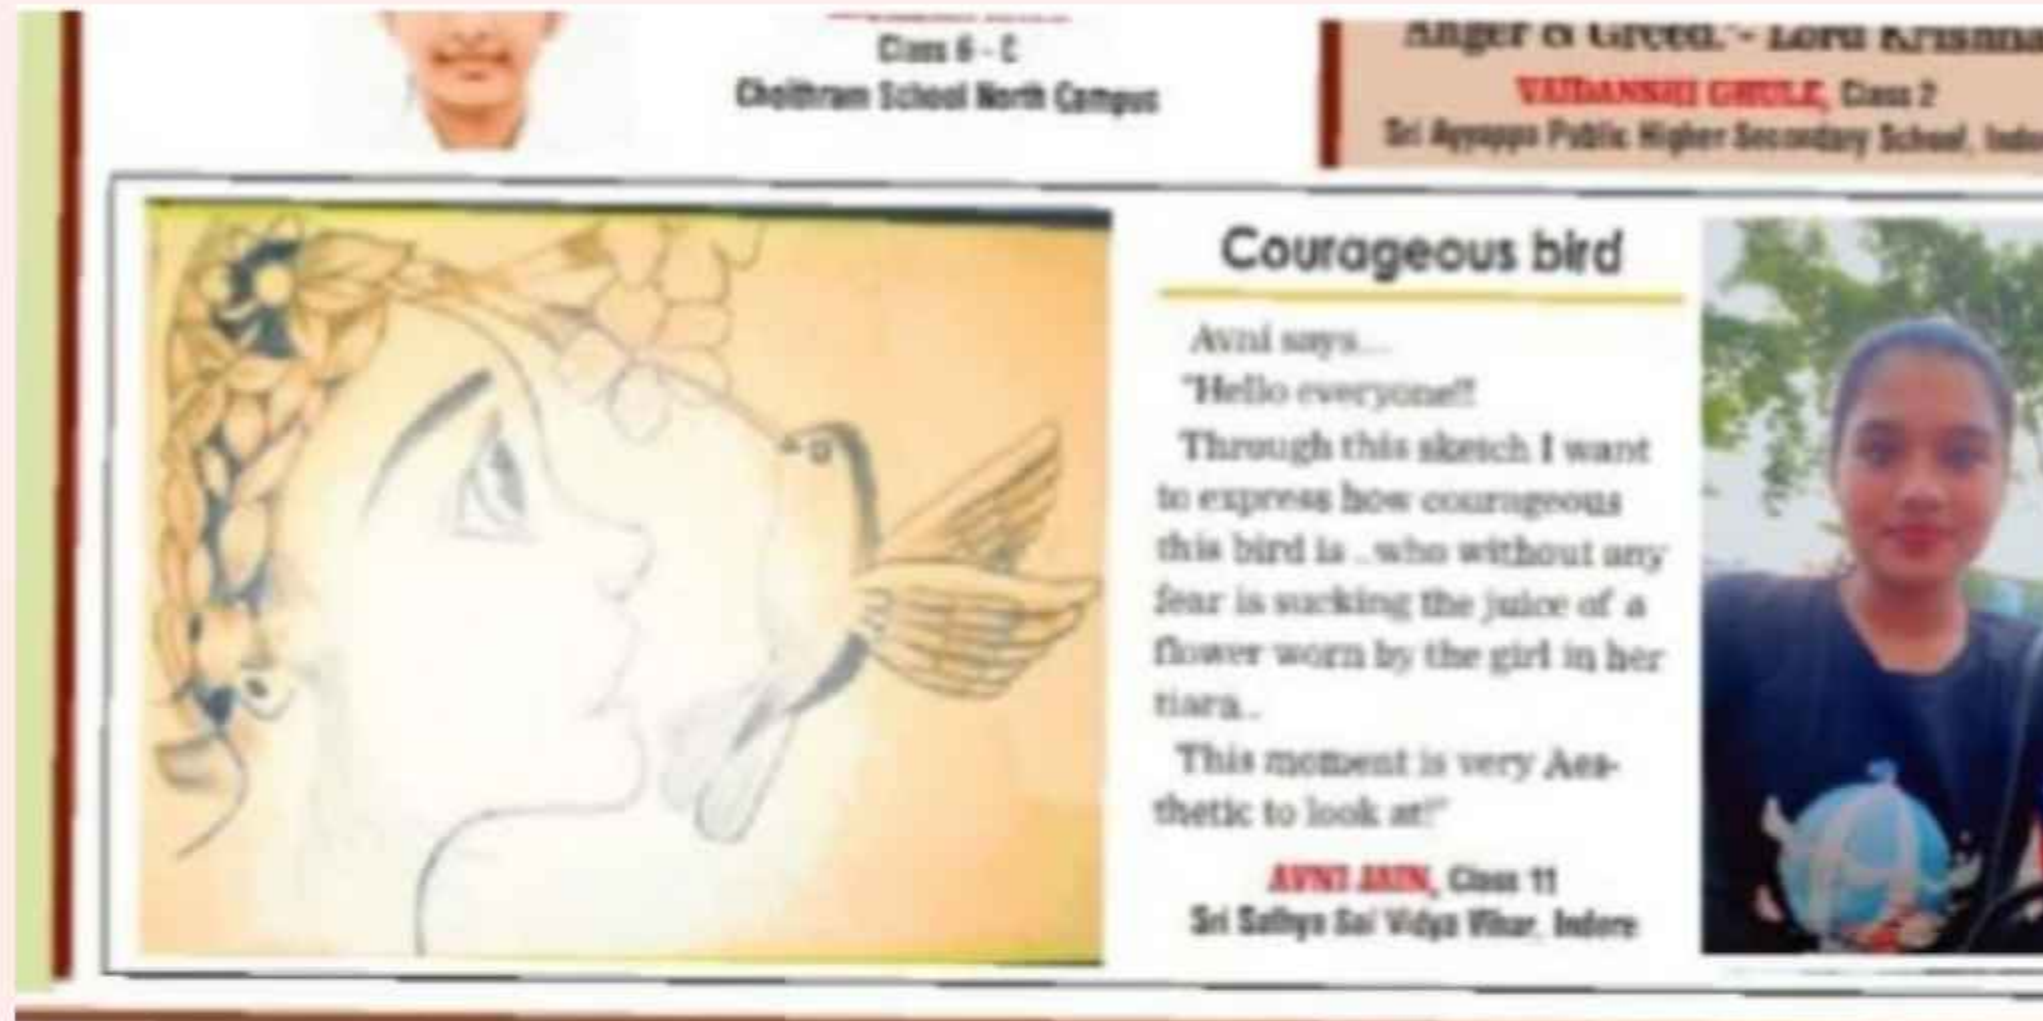 Class 6 - C
Choithram School North Campus
Anger & Greed.'- Lord Krishna
VAIDANSHI GHULE, Class 2
Sri Ayyappa Public Higher Secondary School, Indo
Courageous bird
Avni says...
"Hello everyone!!
Through this sketch I want
to express how courageous
this bird is ..who without any
fear is sucking the juice of a
flower worn by the girl in her
tiara..
This moment is very Aes-
thetic to look at!"
AVNI JAIN, Class 11
Sri Sathya Sai Vidya Vihar, Indore